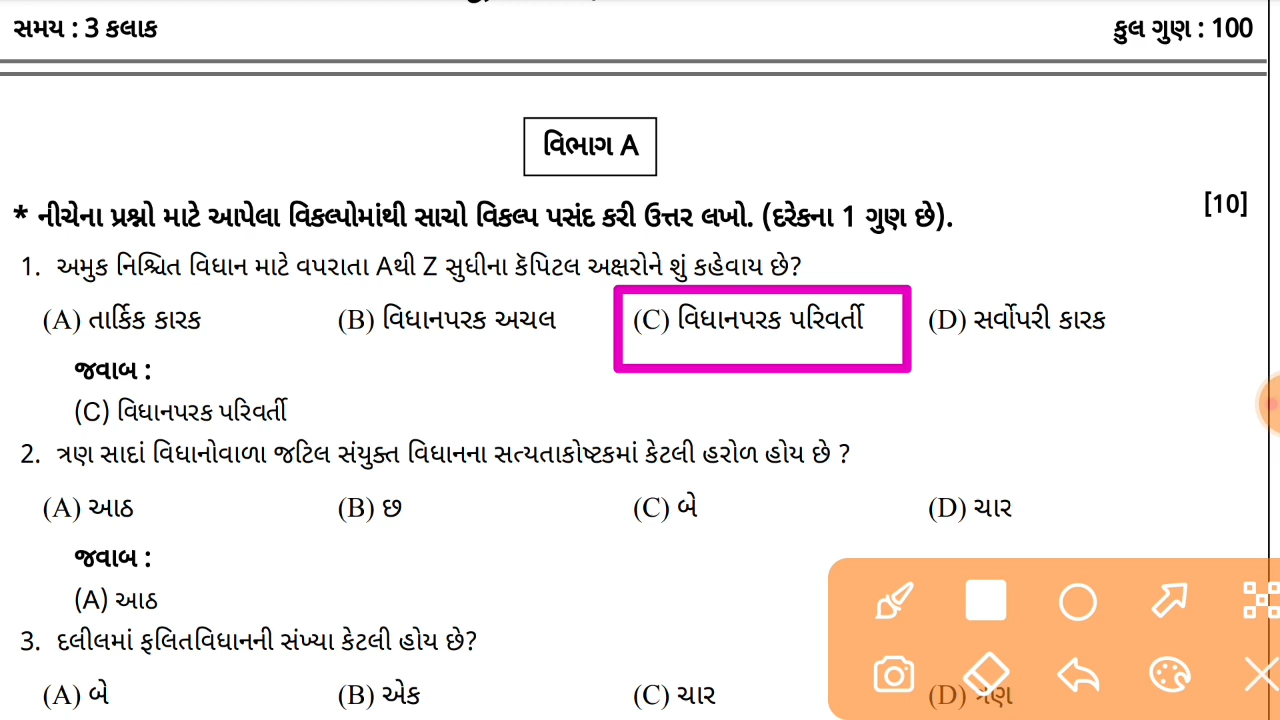 સમય : 3 કલાક કુલ ગુણ : 100
વિભાગ A
* નીચેના પ્રશ્નો માટે આપેલા વિકલ્પોમાંથી સાચો વિકલ્પ પસંદ કરી ઉત્તર લખો. (દરેકના 1 ગુણ છે). [10]
1. અમુક નિશ્ચિત વિધાન માટે વપરાતા Aથી Z સુધીના કૅપિટલ અક્ષરોને શું કહેવાય છે?
(A) તાર્કિક કારક (B) વિધાનપરક અચલ (C) વિધાનપરક પરિવર્તી (D) સર્વોપરી કારક
જવાબ :
(C) વિધાનપરક પરિવર્તી
2. ત્રણ સાદાં વિધાનોવાળા જટિલ સંયુક્ત વિધાનના સત્યતાકોષ્ટકમાં કેટલી હરોળ હોય છે ?
(A) આઠ (B) છ (C) બે (D) ચાર
જવાબ :
(A) આઠ
3. દલીલમાં ફલિતવિધાનની સંખ્યા કેટલી હોય છે?
(A) બે (B) એક (C) ચાર (D) ત્રણ